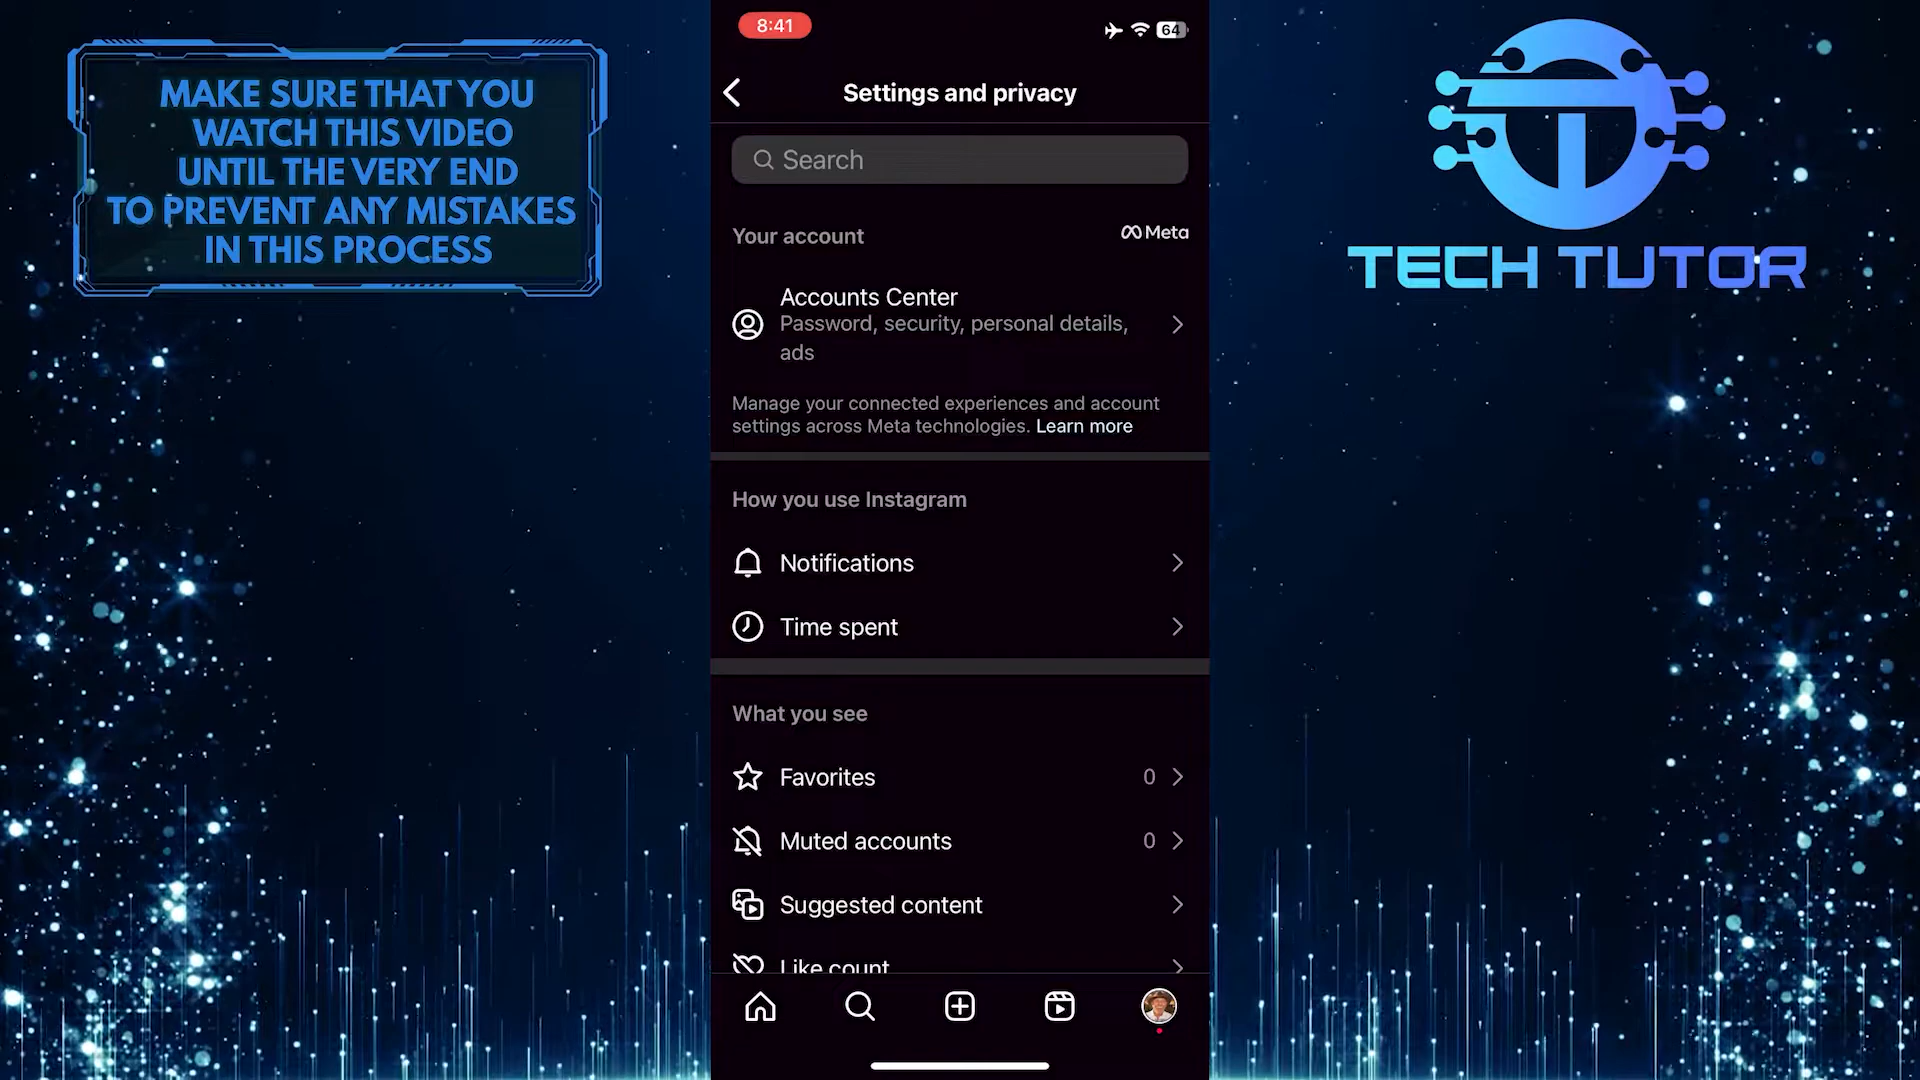 MAKE SURE THAT YOU
WATCH THIS VIDEO
UNTIL THE VERY END
TO PREVENT ANY MISTAKES
IN THIS PROCESS
8:41
64
Settings and privacy
Search
Your account
Meta
Accounts Center
Password, security, personal details,
ads
Manage your connected experiences and account
settings across Meta technologies. Learn more
How you use Instagram
Notifications
Time spent
What you see
Favorites 0
Muted accounts 0
Suggested content
Like count
TECH TUTOR